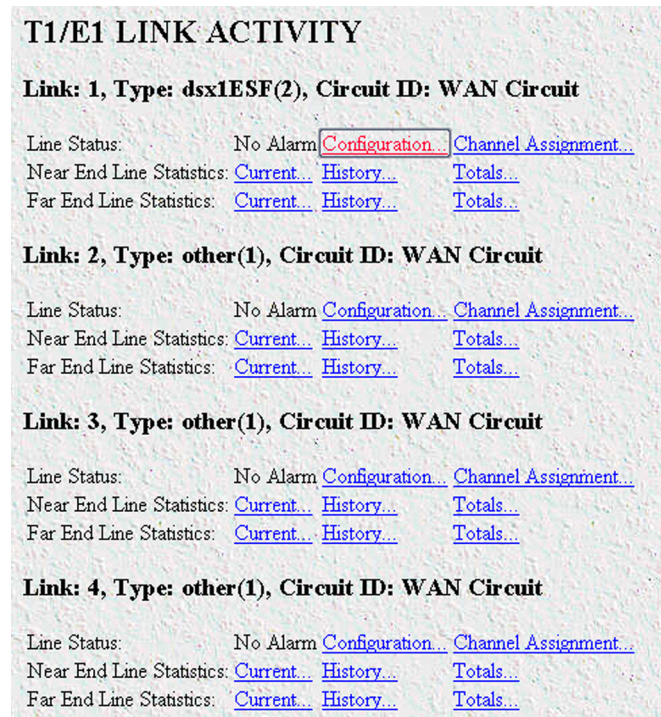 T1/E1 LINK ACTIVITY
Link: 1, Type: dsx1ESF(2), Circuit ID: WAN Circuit
Line Status: No Alarm Configuration... Channel Assignment...
Near End Line Statistics: Current... History... Totals...
Far End Line Statistics: Current... History... Totals...
Link: 2, Type: other(1), Circuit ID: WAN Circuit
Line Status: No Alarm Configuration... Channel Assignment...
Near End Line Statistics: Current... History... Totals...
Far End Line Statistics: Current... History... Totals...
Link: 3, Type: other(1), Circuit ID: WAN Circuit
Line Status: No Alarm Configuration... Channel Assignment...
Near End Line Statistics: Current... History... Totals...
Far End Line Statistics: Current... History... Totals...
Link: 4, Type: other(1), Circuit ID: WAN Circuit
Line Status: No Alarm Configuration... Channel Assignment...
Near End Line Statistics: Current... History... Totals...
Far End Line Statistics: Current... History... Totals...